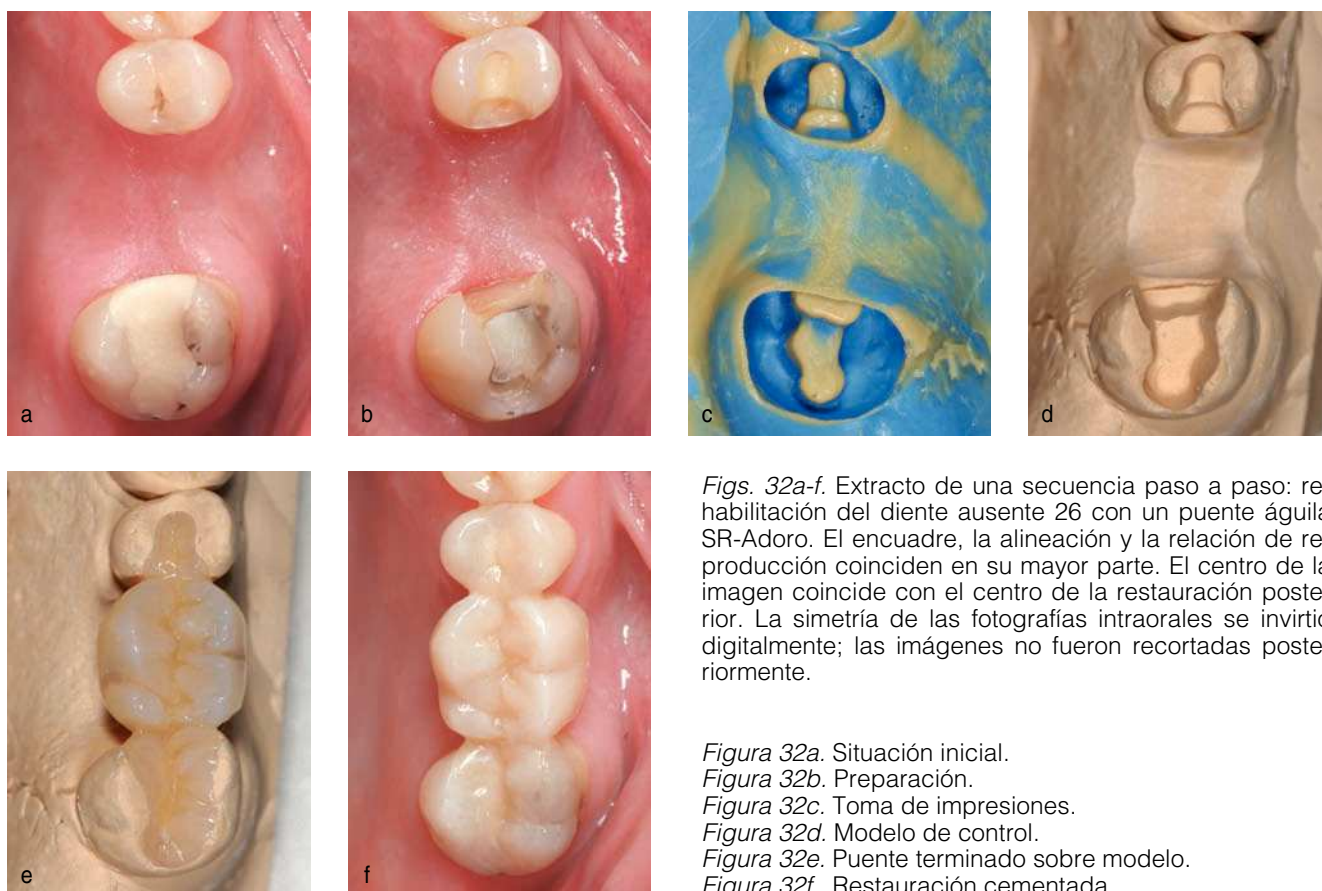 a
b
c
d
e
f
Figs. 32a-f. Extracto de una secuencia paso a paso: re
habilitación del diente ausente 26 con un puente águila
SR-Adoro. El encuadre, la alineación y la relación de re
producción coinciden en su mayor parte. El centro de la
imagen coincide con el centro de la restauración poste
rior. La simetría de las fotografías intraorales se invirtió
digitalmente; las imágenes no fueron recortadas poste
riormente.
Figura 32a. Situación inicial.
Figura 32b. Preparación.
Figura 32c. Toma de impresiones.
Figura 32d. Modelo de control.
Figura 32e. Puente terminado sobre modelo.
Figura 32f. Restauración cementada